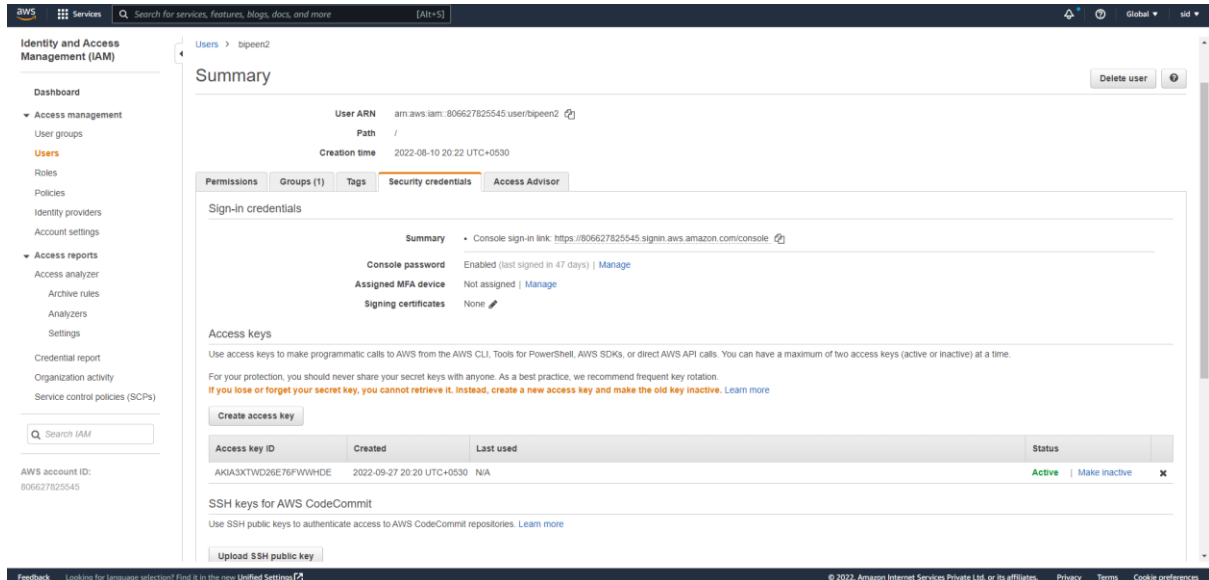 aws Services Search for services, features, blogs, docs, and more [Alt+S] Global sid
Identity and Access Management (IAM)
Dashboard
Access management
User groups
Users
Roles
Policies
Identity providers
Account settings
Access reports
Access analyzer
Archive rules
Analyzers
Settings
Credential report
Organization activity
Service control policies (SCPs)
Search IAM
AWS account ID:
806627825545
Users > bipeen2
Summary
Delete user
User ARN arn:aws:iam::806627825545:user/bipeen2
Path /
Creation time 2022-08-10 20:22 UTC+0530
Permissions Groups (1) Tags Security credentials Access Advisor
Sign-in credentials
Summary • Console sign-in link: https://806627825545.signin.aws.amazon.com/console
Console password Enabled (last signed in 47 days) | Manage
Assigned MFA device Not assigned | Manage
Signing certificates None
Access keys
Use access keys to make programmatic calls to AWS from the AWS CLI, Tools for PowerShell, AWS SDKs, or direct AWS API calls. You can have a maximum of two access keys (active or inactive) at a time.
For your protection, you should never share your secret keys with anyone. As a best practice, we recommend frequent key rotation.
If you lose or forget your secret key, you cannot retrieve it. Instead, create a new access key and make the old key inactive. Learn more
Create access key
Access key ID Created Last used Status
AKIA3XTWD26E76FWWHDE 2022-09-27 20:20 UTC+0530 N/A Active | Make inactive
SSH keys for AWS CodeCommit
Use SSH public keys to authenticate access to AWS CodeCommit repositories. Learn more
Upload SSH public key
Feedback Looking for language selection? Find it in the new Unified Settings © 2022, Amazon Internet Services Private Ltd. or its affiliates. Privacy Terms Cookie preferences